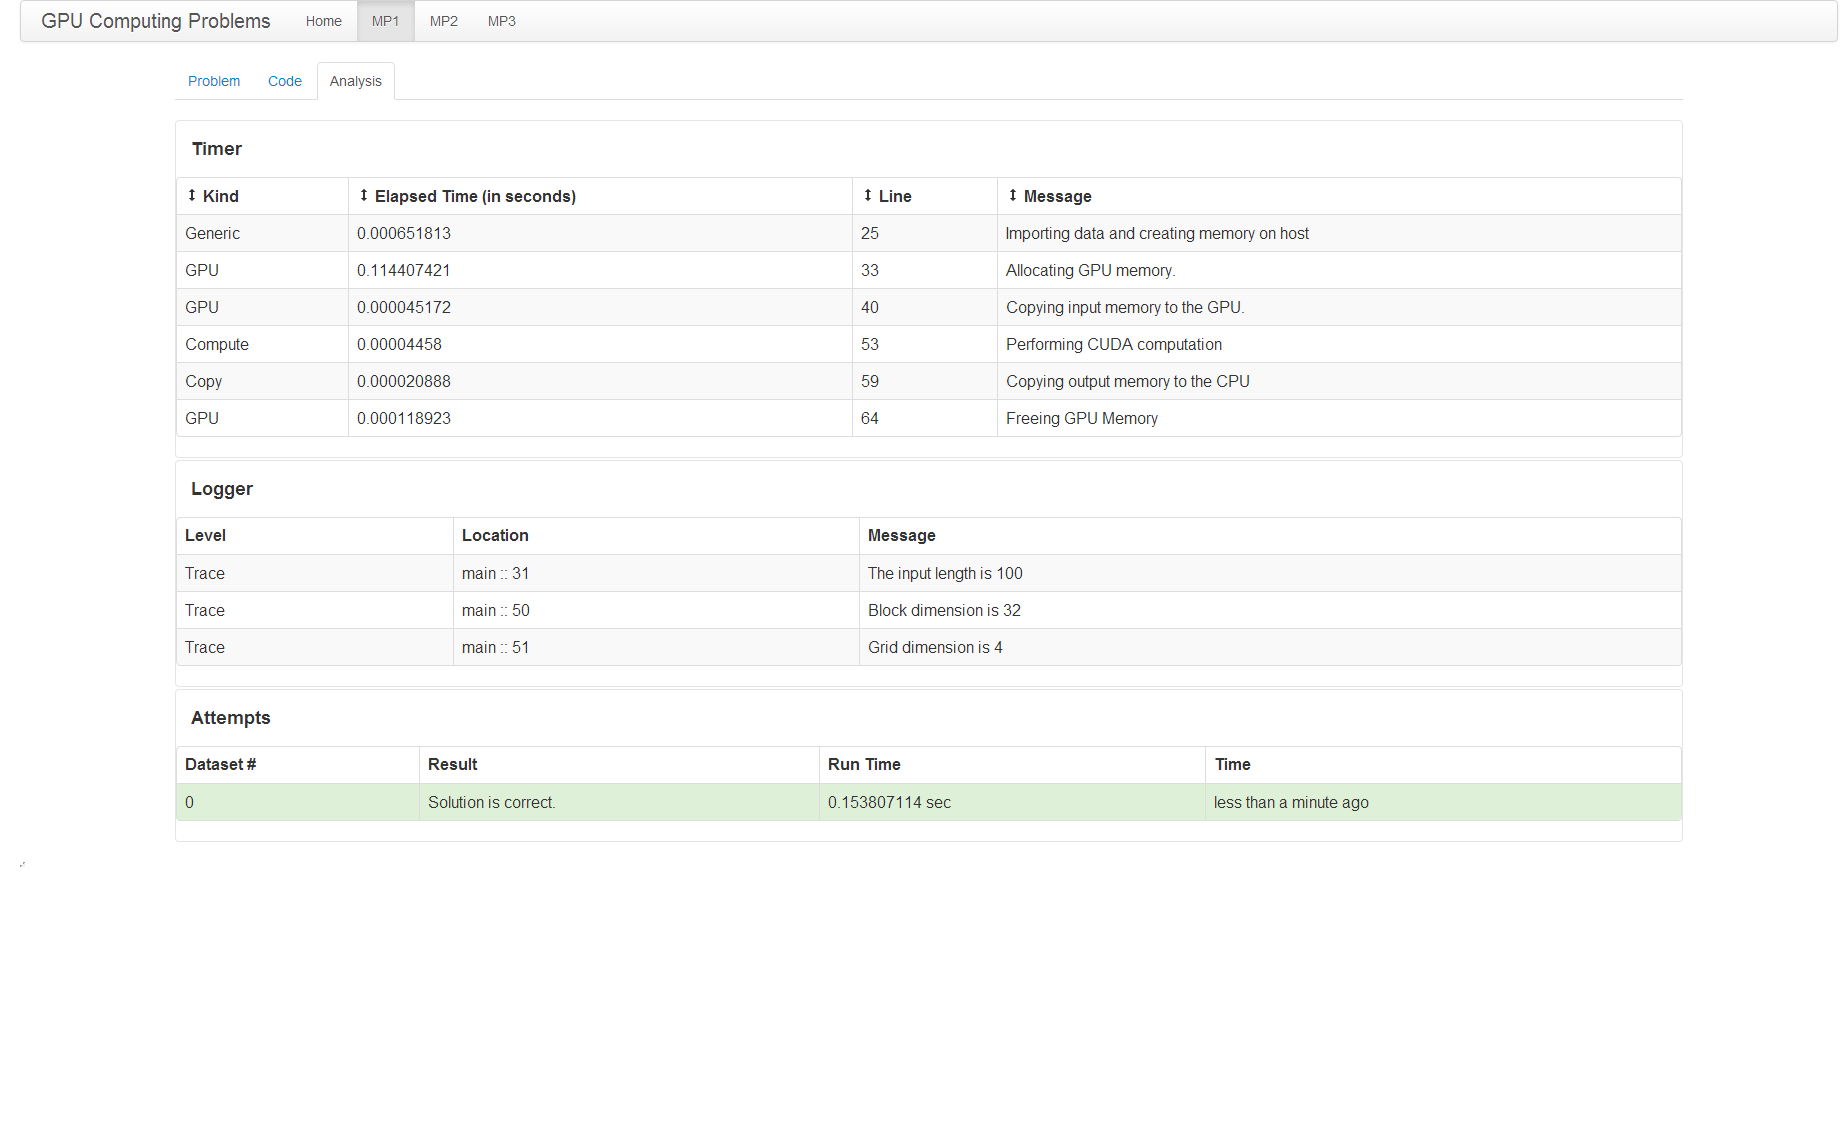 GPU Computing Problems Home MP1 MP2 MP3
Problem Code Analysis
Timer
Kind Elapsed Time (in seconds) Line Message
Generic 0.000651813 25 Importing data and creating memory on host
GPU 0.114407421 33 Allocating GPU memory.
GPU 0.000045172 40 Copying input memory to the GPU.
Compute 0.00004458 53 Performing CUDA computation
Copy 0.000020888 59 Copying output memory to the CPU
GPU 0.000118923 64 Freeing GPU Memory
Logger
Level Location Message
Trace main :: 31 The input length is 100
Trace main :: 50 Block dimension is 32
Trace main :: 51 Grid dimension is 4
Attempts
Dataset # Result Run Time Time
0 Solution is correct. 0.153807114 sec less than a minute ago